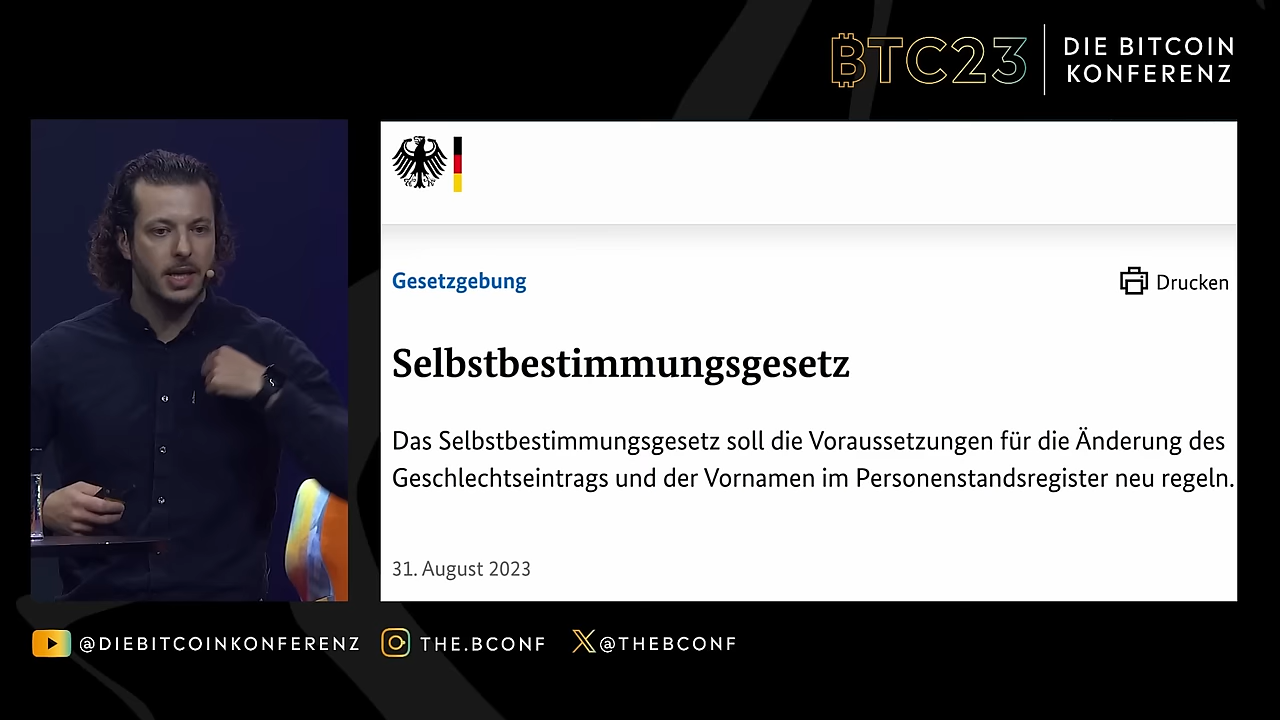 BTC23
DIE BITCOIN
KONFERENZ
Gesetzgebung
Drucken
Selbstbestimmungsgesetz
Das Selbstbestimmungsgesetz soll die Voraussetzungen für die Änderung des
Geschlechtseintrags und der Vornamen im Personenstandsregister neu regeln.
31. August 2023
@DIEBITCOINKONFERENZ
THE.BCONF
@THEBCONF